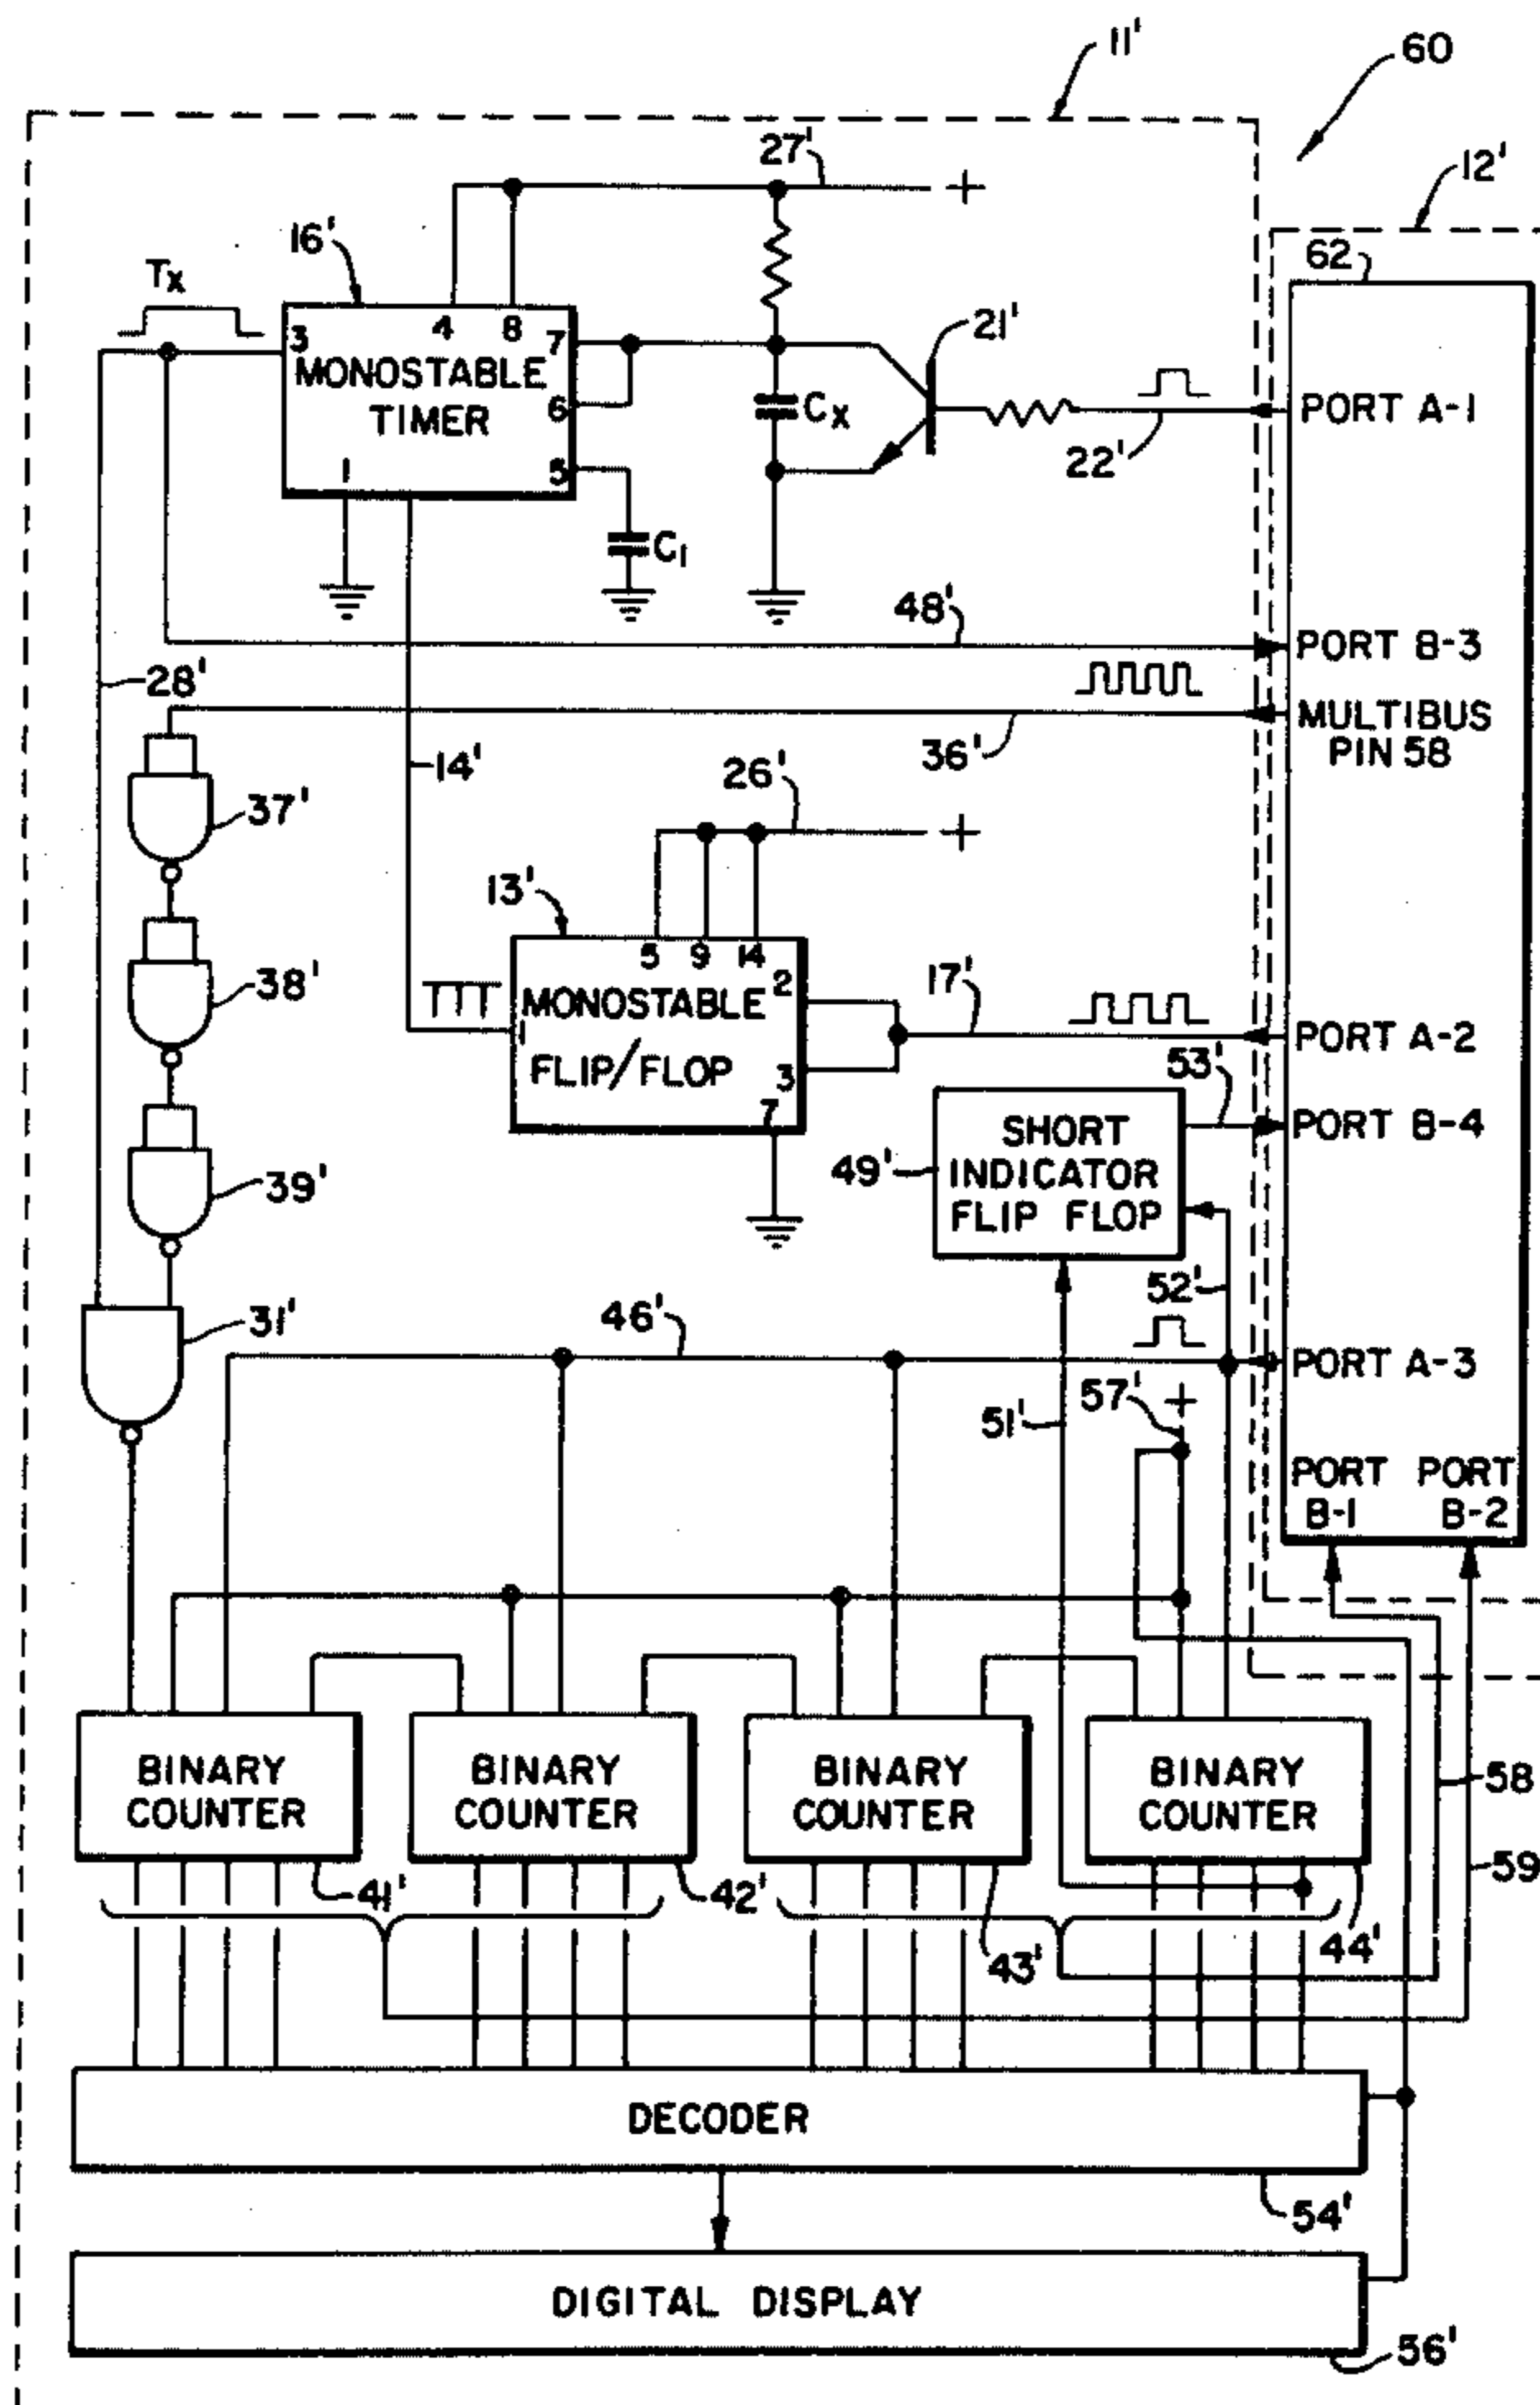 11'
60
12'
27'
+
62
16'
Tx
3
4
8
7
MONOSTABLE
TIMER
6
5
1
Cx
21'
PORT A-1
22'
C1
48'
PORT B-3
28'
MULTIBUS
PIN 58
36'
14'
26'
+
37'
13'
38'
5
9
14
2
MONOSTABLE
1
FLIP/FLOP
3
7
17'
PORT A-2
53'
PORT B-4
SHORT
INDICATOR
FLIP FLOP
49'
39'
52'
31'
46'
PORT A-3
57'
+
51'
PORT
B-1
PORT
B-2
BINARY
COUNTER
BINARY
COUNTER
BINARY
COUNTER
BINARY
COUNTER
58
59
41'
42'
43'
44'
DECODER
54'
DIGITAL DISPLAY
56'